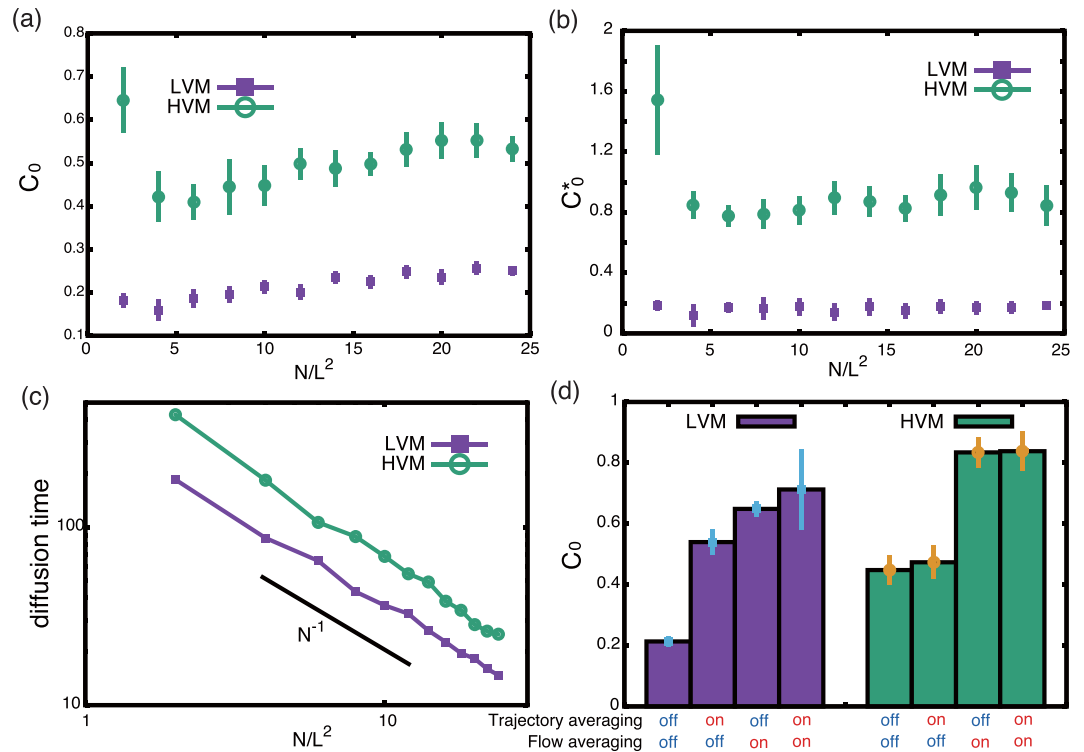 (a)
0.8
0.7
0.6
0.5
0.4
0.3
0.2
0.1
C₀
LVM
HVM
0 5 10 15 20 25
N/L²
(b)
2
1.6
1.2
0.8
0.4
0
C*₀
LVM
HVM
0 5 10 15 20 25
N/L²
(c)
100
10
diffusion time
LVM
HVM
N⁻¹
1 10
N/L²
(d)
1
0.8
0.6
0.4
0.2
0
C₀
LVM HVM
Trajectory averaging off on off on off on off on
Flow averaging off off on on off off on on